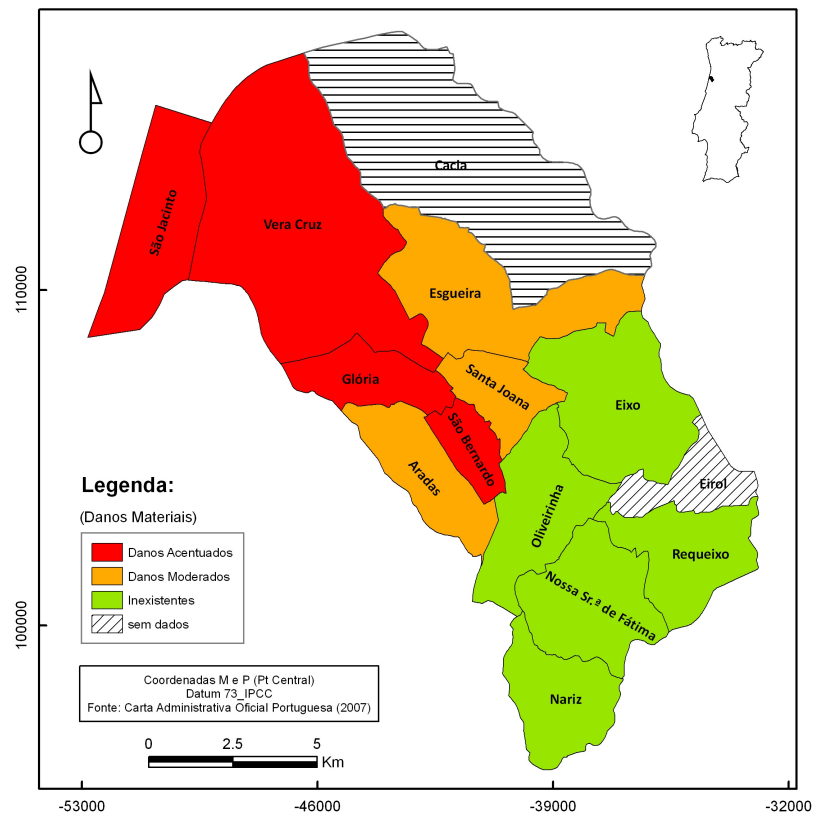 Cacia
São Jacinto
Vera Cruz
Esgueira
110000
Glória
Santa Joana
Eixo
São Bernardo
Aradas
Eirol
Oliveirinha
Requeixo
Nossa Sr.ª de Fátima
Nariz
100000
Legenda:
(Danos Materiais)
Danos Acentuados
Danos Moderados
Inexistentes
sem dados
Coordenadas M e P (Pt Central)
Datum 73_IPCC
Fonte: Carta Administrativa Oficial Portuguesa (2007)
0 2.5 5
Km
-53000 -46000 -39000 -32000